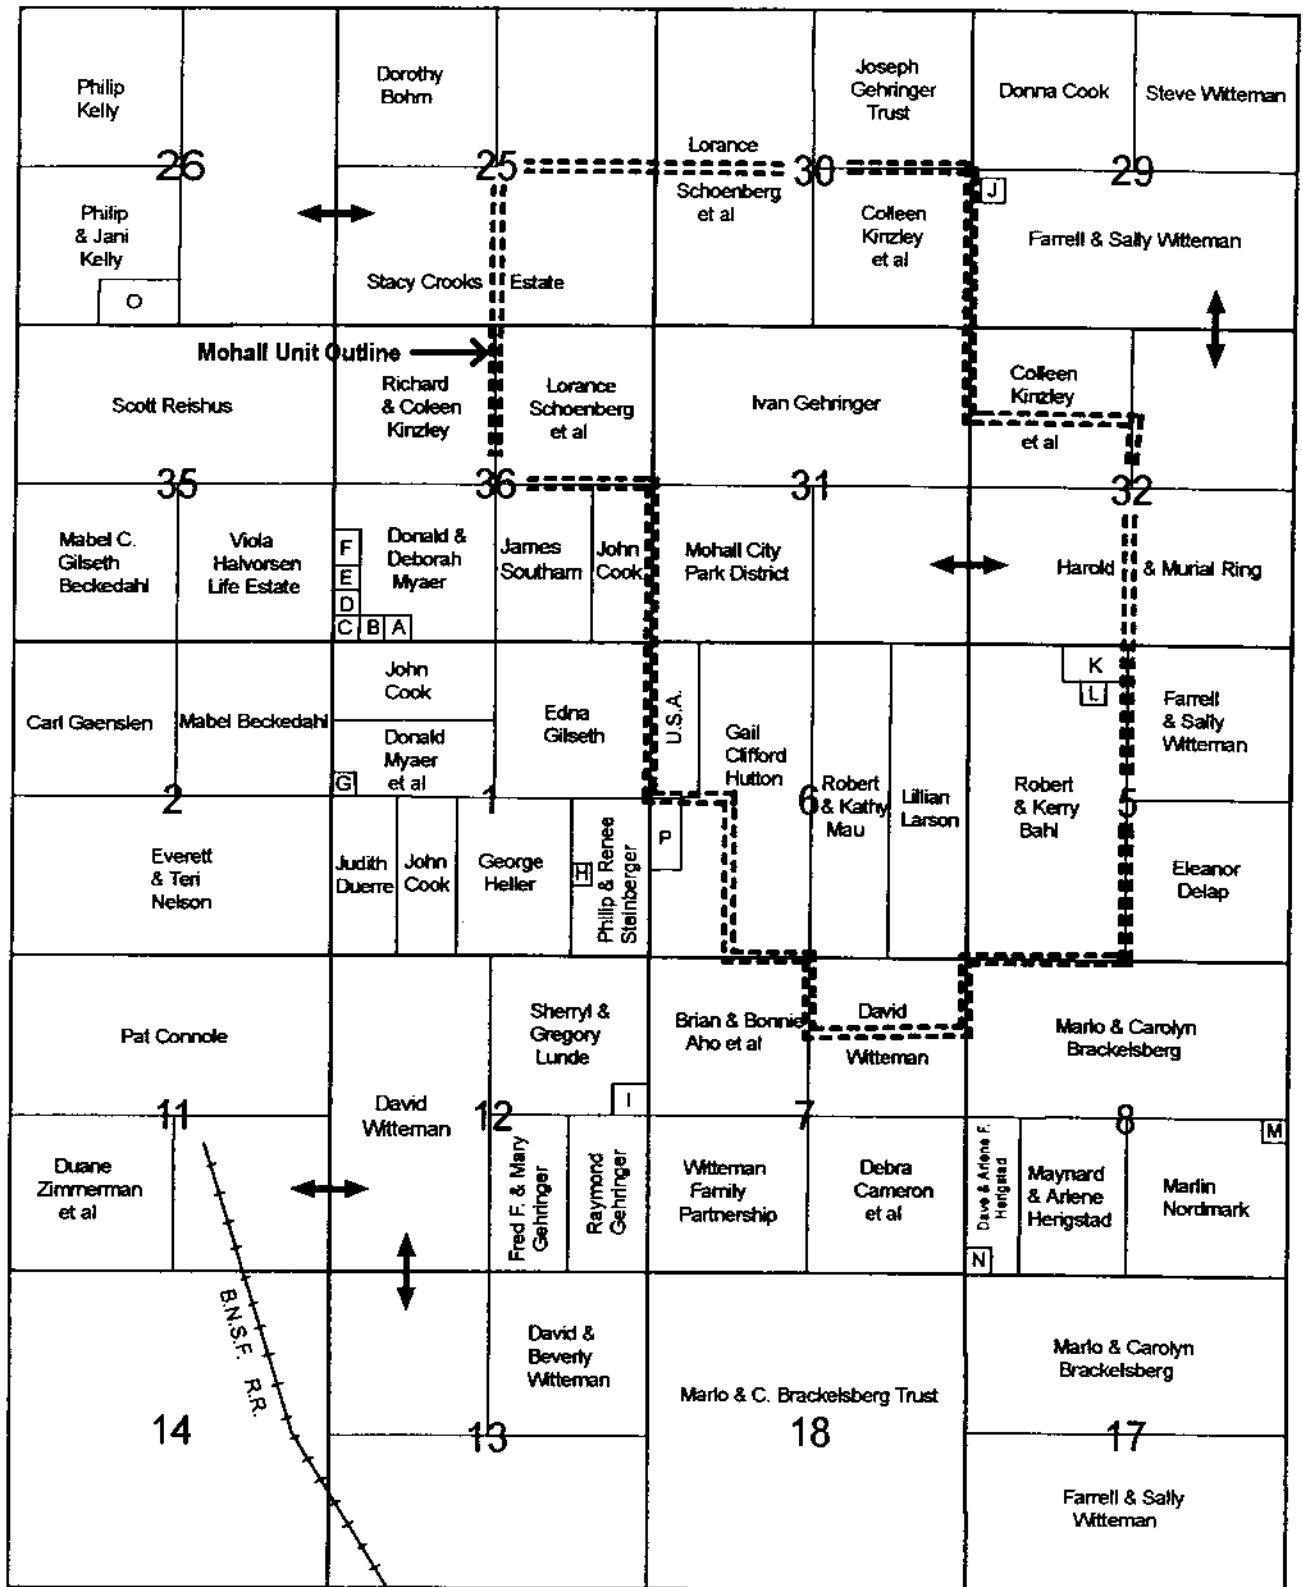 Philip
Kelly
Dorothy
Bohm
Joseph
Gehringer
Trust
Donna Cook
Steve Witteman
26
25
Lorance
30
29
Philip
& Jani
Kelly
O
Schoenberg
et al
Colleen
Kinzley
et al
J
Farrell & Sally Witteman
Stacy Crooks
Estate
Mohall Unit Outline
Scott Reishus
Richard
& Coleen
Kinzley
Lorance
Schoenberg
et al
Ivan Gehringer
Colleen
Kinzley
et al
35
36
31
32
Mabel C.
Gilseth
Beckedahl
Viola
Halvorsen
Life Estate
F
E
D
C
B
A
Donald &
Deborah
Myaer
James
Southam
John
Cook
Mohall City
Park District
Harold
& Murial Ring
Carl Gaenslen
Mabel Beckedahl
John
Cook
Donald
Myaer
et al
G
Edna
Gilseth
U.S.A.
Gail
Clifford
Hutton
K
L
Farrell
& Sally
Witteman
2
1
6
5
Robert
& Kathy
Mau
Lillian
Larson
Robert
& Kerry
Bahl
Everett
& Teri
Nelson
Judith
Duerre
John
Cook
George
Heller
H
Philip & Renee
Steinberger
P
Eleanor
Delap
Pat Connole
Sherryl &
Gregory
Lunde
I
Brian & Bonnie
Aho et al
David
Witteman
Marlo & Carolyn
Brackelsberg
11
David
Witteman
12
7
8
M
Duane
Zimmerman
et al
Fred F. & Mary
Gehringer
Raymond
Gehringer
Witteman
Family
Partnership
Debra
Cameron
et al
Dave & Arlene F.
Herigstad
N
Maynard
& Arlene
Herigstad
Marlin
Nordmark
B.N.S.F. R.R.
David &
Beverly
Witteman
Marlo & C. Brackelsberg Trust
Marlo & Carolyn
Brackelsberg
14
13
18
17
Farrell & Sally
Witteman